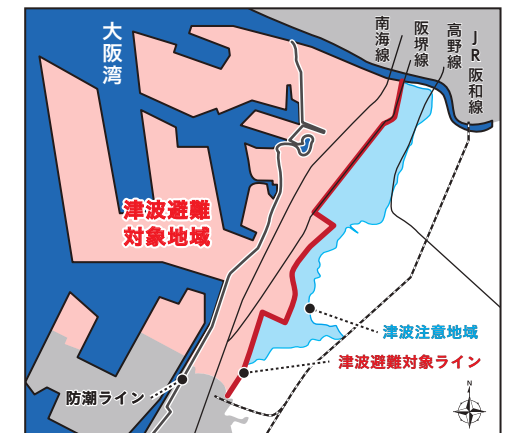 大阪湾
南海線
阪堺線
高野線
JR阪和線
津波避難
対象地域
津波注意地域
津波避難対象ライン
防潮ライン
N